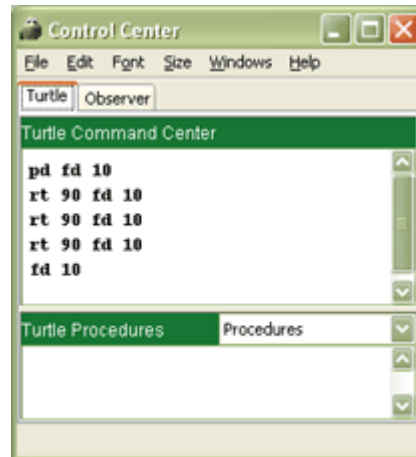 Control Center
File Edit Font Size Windows Help
Turtle Observer
Turtle Command Center
pd fd 10
rt 90 fd 10
rt 90 fd 10
rt 90 fd 10
fd 10
Turtle Procedures Procedures